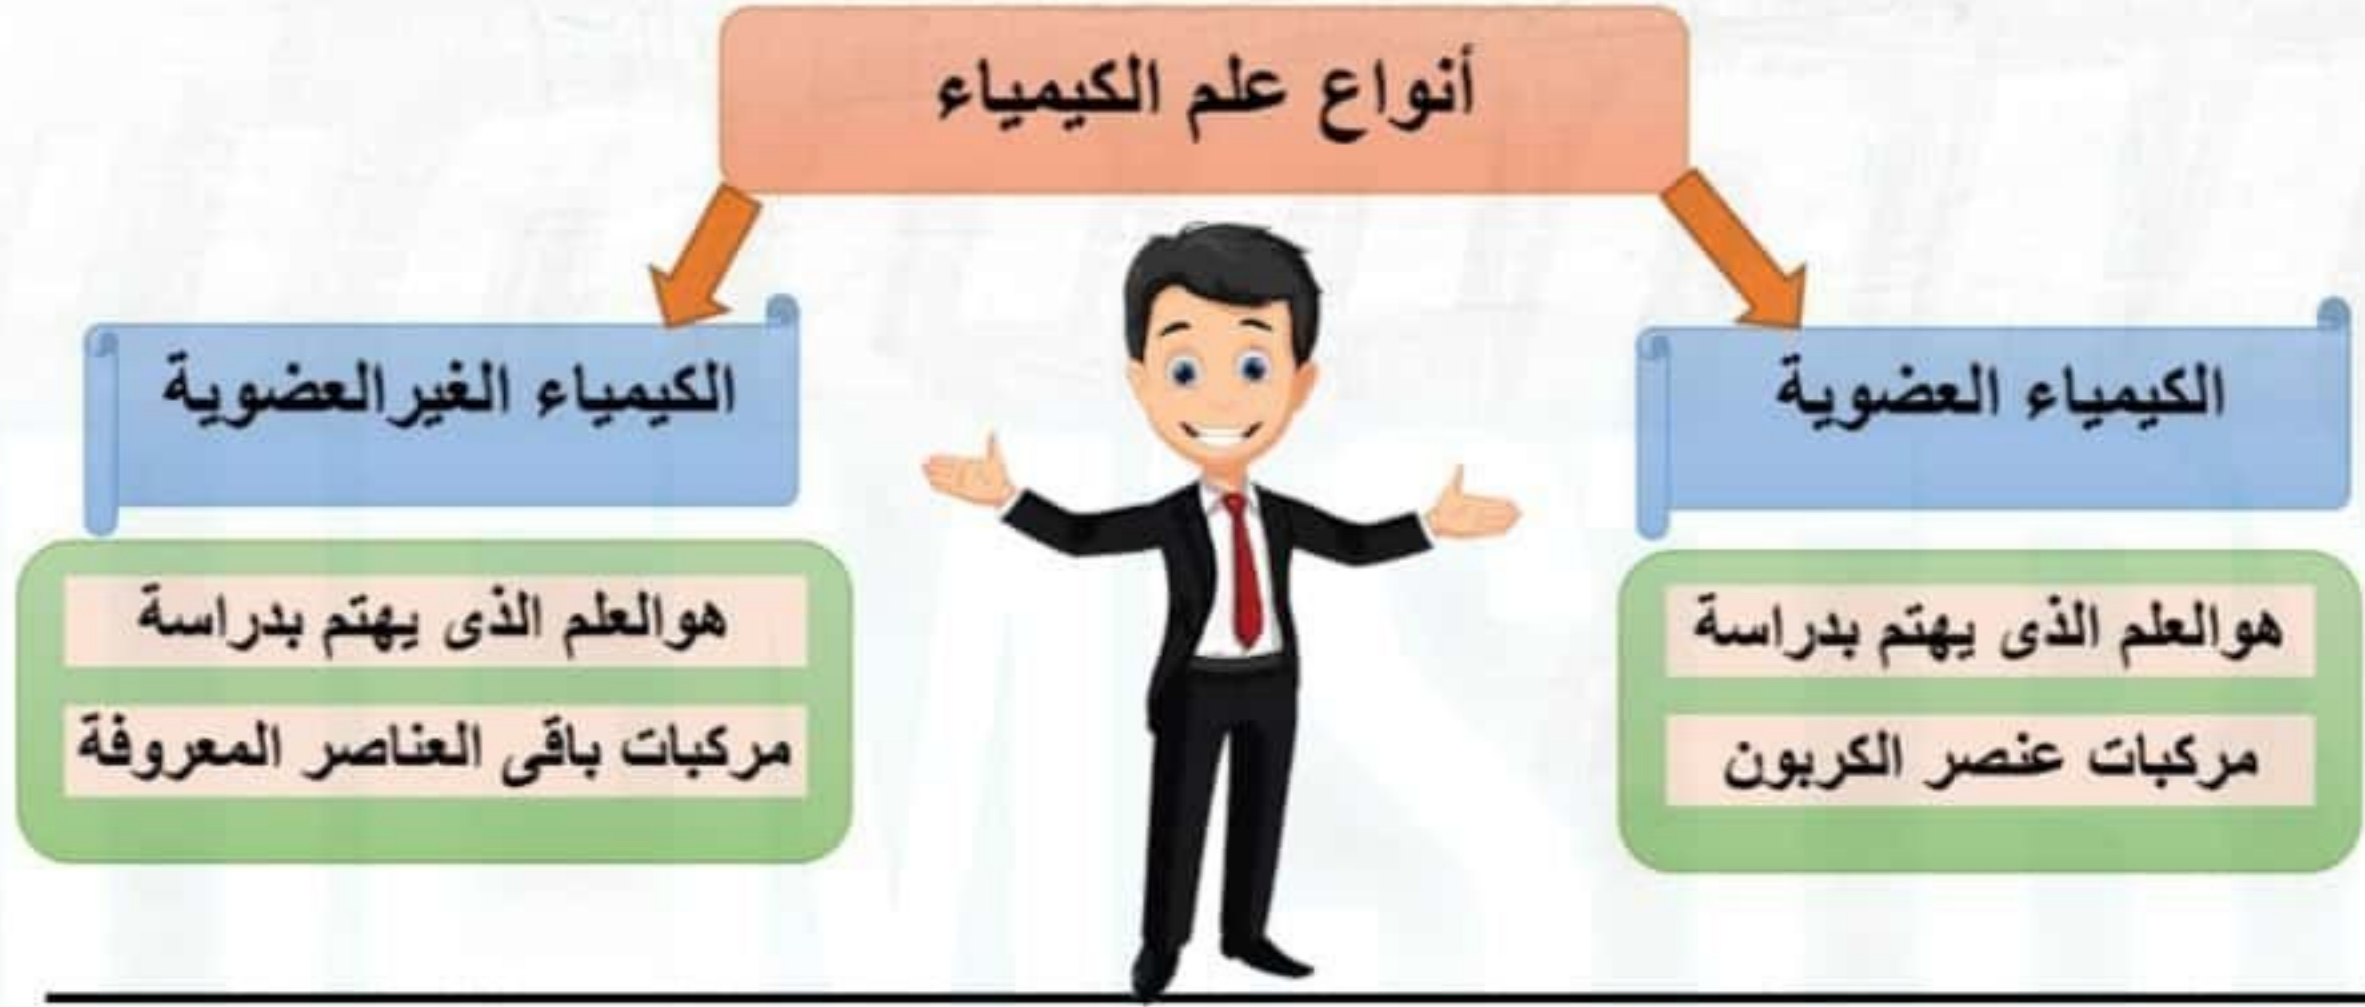 أنواع علم الكيمياء
الكيمياء العضوية
هوالعلم الذى يهتم بدراسة
مركبات عنصر الكربون
الكيمياء الغيرالعضوية
هوالعلم الذى يهتم بدراسة
مركبات باقى العناصر المعروفة